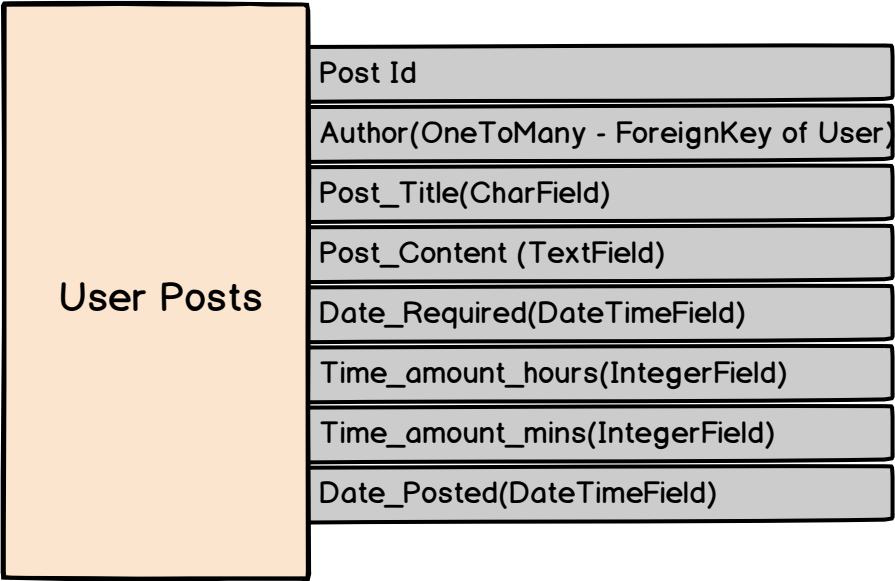 User Posts
Post Id
Author(OneToMany - ForeignKey of User)
Post_Title(CharField)
Post_Content (TextField)
Date_Required(DateTimeField)
Time_amount_hours(IntegerField)
Time_amount_mins(IntegerField)
Date_Posted(DateTimeField)